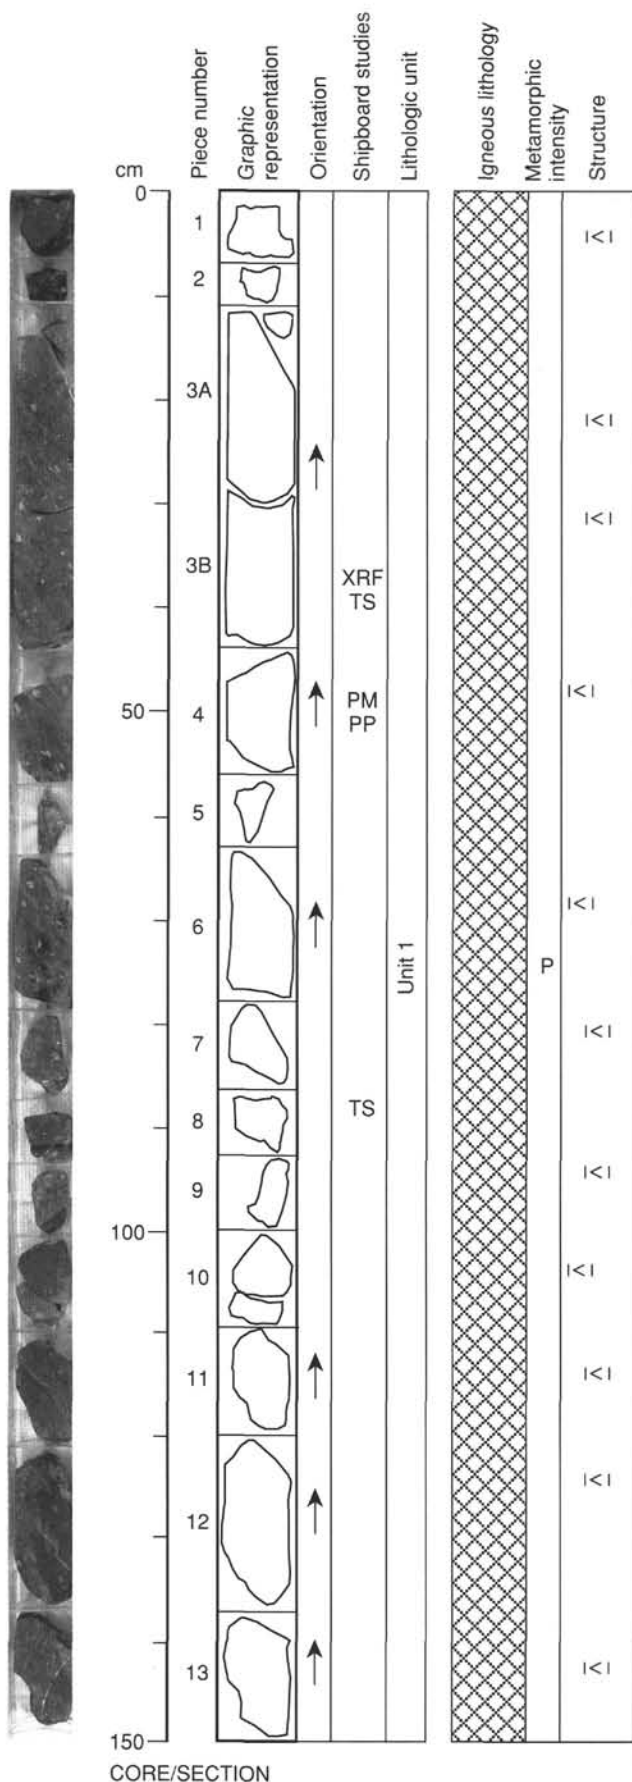 cm
Piece number
Graphic
representation
Orientation
Shipboard studies
Lithologic unit
Igneous lithology
Metamorphic
intensity
Structure
0
1
2
3A
3B
XRF
TS
50
4
PM
PP
5
6
Unit 1
P
7
8
TS
9
100
10
11
12
13
150
CORE/SECTION